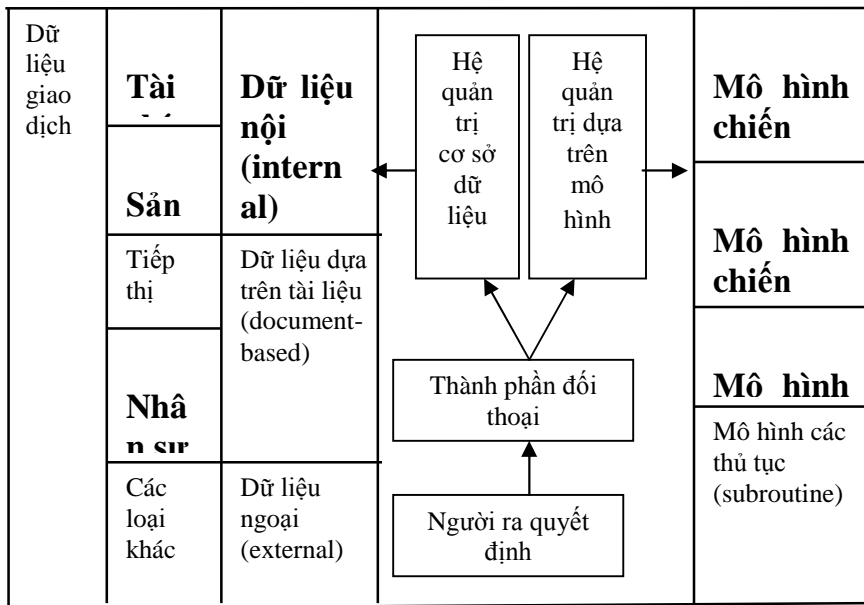 Dữ
liệu
giao
dịch
Tài
Sản
Tiếp
thị
Nhâ
n sự
Các
loại
khác
Dữ liệu
nội
(intern
al)
Dữ liệu dựa
trên tài liệu
(document-
based)
Dữ liệu
ngoại
(external)
Hệ
quản
trị
cơ sở
dữ
liệu
Hệ
quản
trị dựa
trên
mô
hình
Thành phần đối
thoại
Người ra quyết
định
Mô hình
chiến
Mô hình
chiến
Mô hình
Mô hình các
thủ tục
(subroutine)